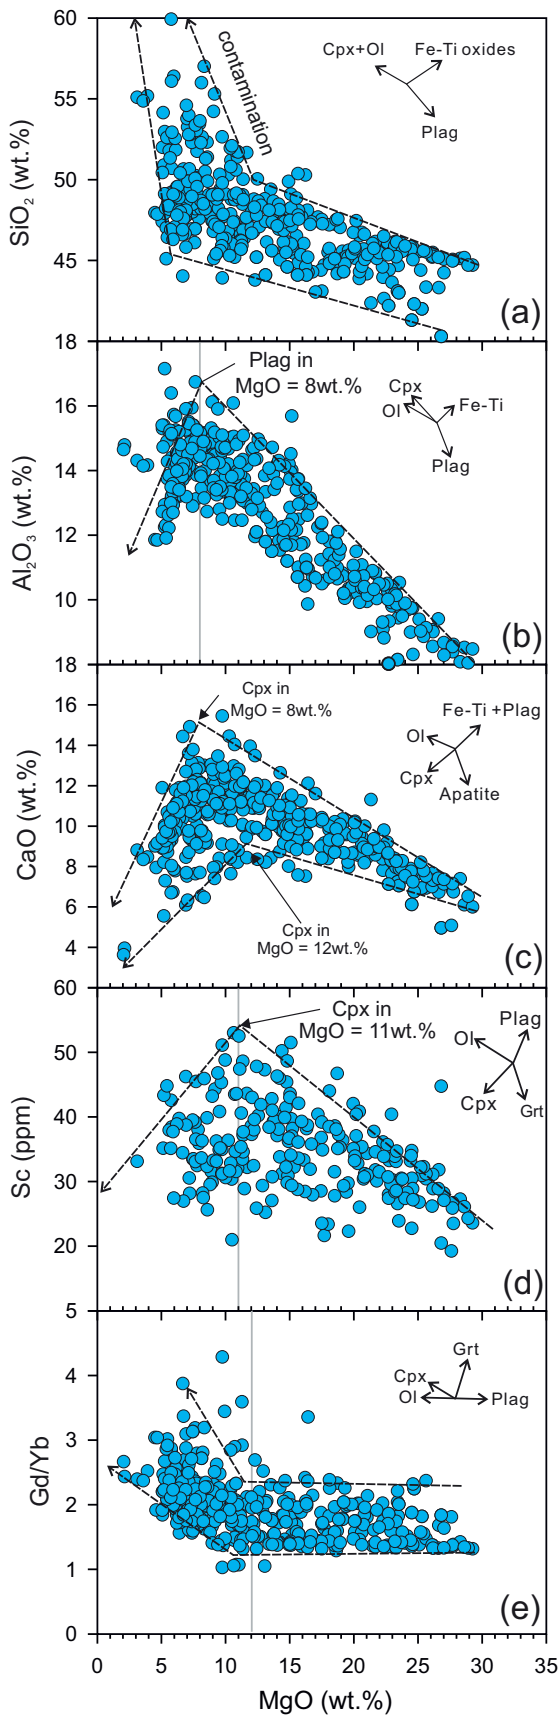 60
55
50
45
18
SiO₂ (wt.%)
contamination
Cpx+Ol
Fe-Ti oxides
Plag
(a)
16
14
12
10
18
Al₂O₃ (wt.%)
Plag in
MgO = 8wt.%
Cpx
Ol
Fe-Ti
Plag
(b)
16
14
12
10
8
6
4
60
CaO (wt.%)
Cpx in
MgO = 8wt.%
Fe-Ti +Plag
Ol
Cpx
Apatite
Cpx in
MgO = 12wt.%
(c)
50
40
30
20
5
Sc (ppm)
Cpx in
MgO = 11wt.%
Plag
Ol
Cpx
Grt
(d)
4
3
2
1
0
Gd/Yb
Grt
Cpx
Ol
Plag
(e)
0 5 10 15 20 25 30 35
MgO (wt.%)